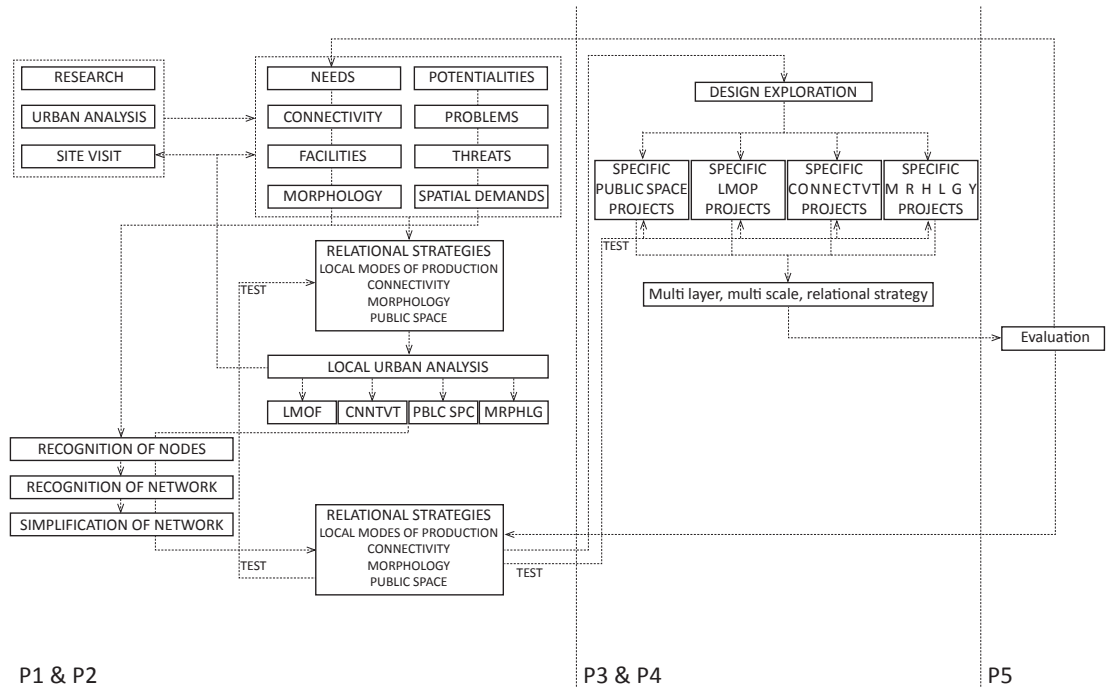 RESEARCH
URBAN ANALYSIS
SITE VISIT
NEEDS
CONNECTIVITY
FACILITIES
MORPHOLOGY
POTENTIALITIES
PROBLEMS
THREATS
SPATIAL DEMANDS
RELATIONAL STRATEGIES
LOCAL MODES OF PRODUCTION
CONNECTIVITY
MORPHOLOGY
PUBLIC SPACE
TEST
LOCAL URBAN ANALYSIS
LMOF
CNNTVT
PBLC SPC
MRPHLG
RECOGNITION OF NODES
RECOGNITION OF NETWORK
SIMPLIFICATION OF NETWORK
RELATIONAL STRATEGIES
LOCAL MODES OF PRODUCTION
CONNECTIVITY
MORPHOLOGY
PUBLIC SPACE
TEST
TEST
DESIGN EXPLORATION
SPECIFIC
PUBLIC SPACE
PROJECTS
SPECIFIC
LMOP
PROJECTS
SPECIFIC
CONNECTVT
PROJECTS
SPECIFIC
M R H L G Y
PROJECTS
TEST
Multi layer, multi scale, relational strategy
Evaluation
P1 & P2
P3 & P4
P5